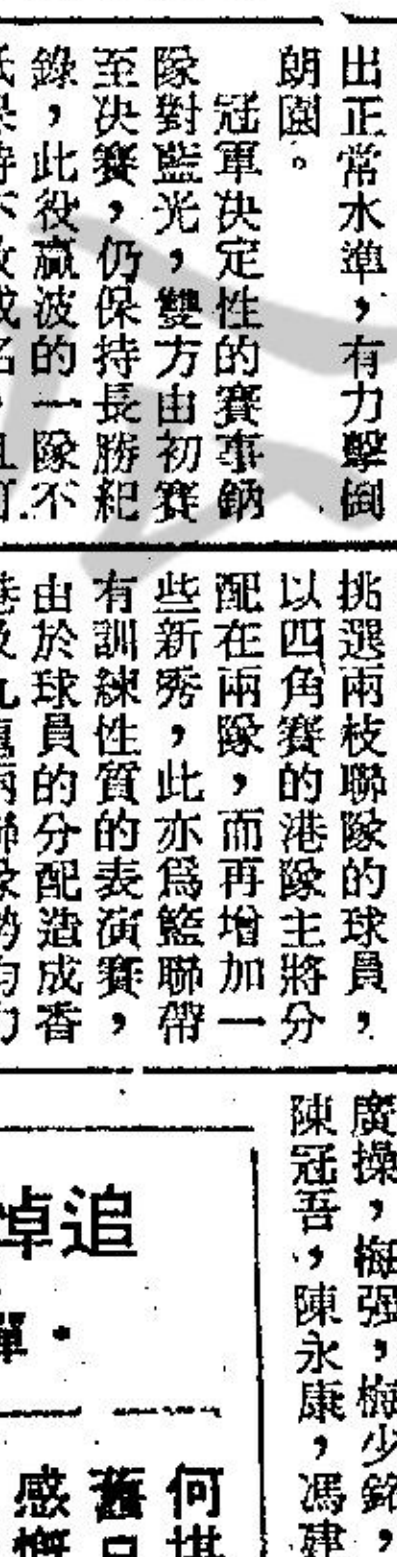 出正常水準，有力擊倒
朗園。
冠軍決定性的賽事鈉
隊對藍光，雙方由初賽
至決賽，仍保持長勝紀
錄，此役贏波的一隊不
挑選兩枝聯隊的球員，
以四角賽的港隊主將分
配在兩隊，而再增加一
些新秀，此亦爲籃聯帶
有訓練性質的表演賽，
由於球員的分配造成香
廣操，梅强，梅少銘，
陳冠吾，陳永康，馮建
追悼
何堪
舊
感慨